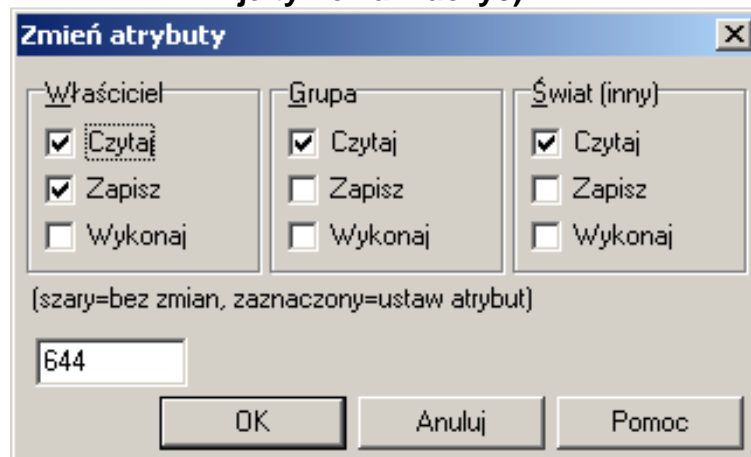 Zmień atrybuty
Właściciel Grupa Świat (inny)
Czytaj Czytaj Czytaj
Zapisz Zapisz Zapisz
Wykonaj Wykonaj Wykonaj
(szary=bez zmian, zaznaczony=ustaw atrybut)
644
OK Anuluj Pomoc